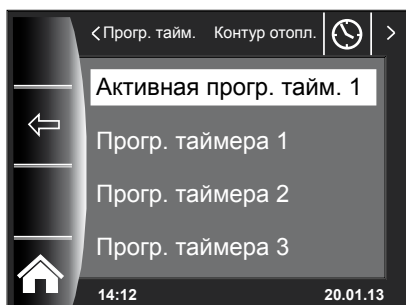 <Прогр. тайм. Контур отопл. >
Активная прогр. тайм. 1
Прогр. таймера 1
Прогр. таймера 2
Прогр. таймера 3
14:12 20.01.13